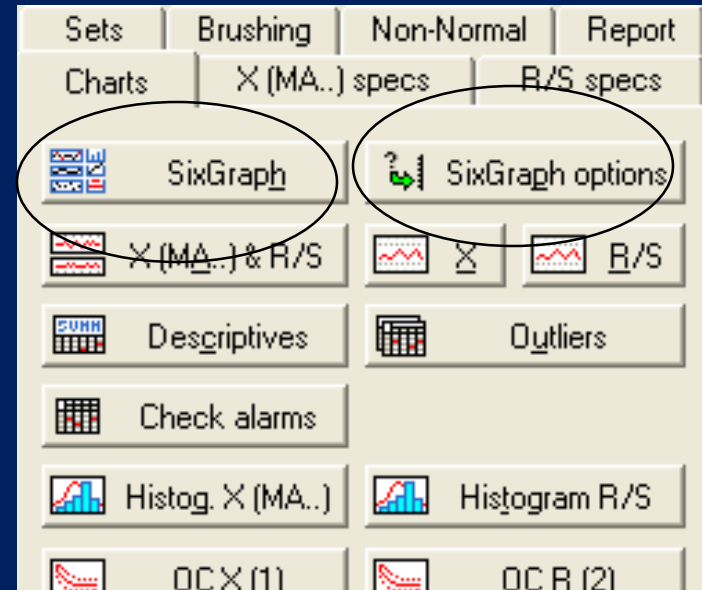 Sets Brushing Non-Normal Report
Charts X (MA..) specs R/S specs
SixGraph SixGraph options
X (MA..) & R/S X R/S
SUMM Descriptives Outliers
Check alarms
Histog. X (MA..) Histogram R/S
OC X (1) OC R (2)